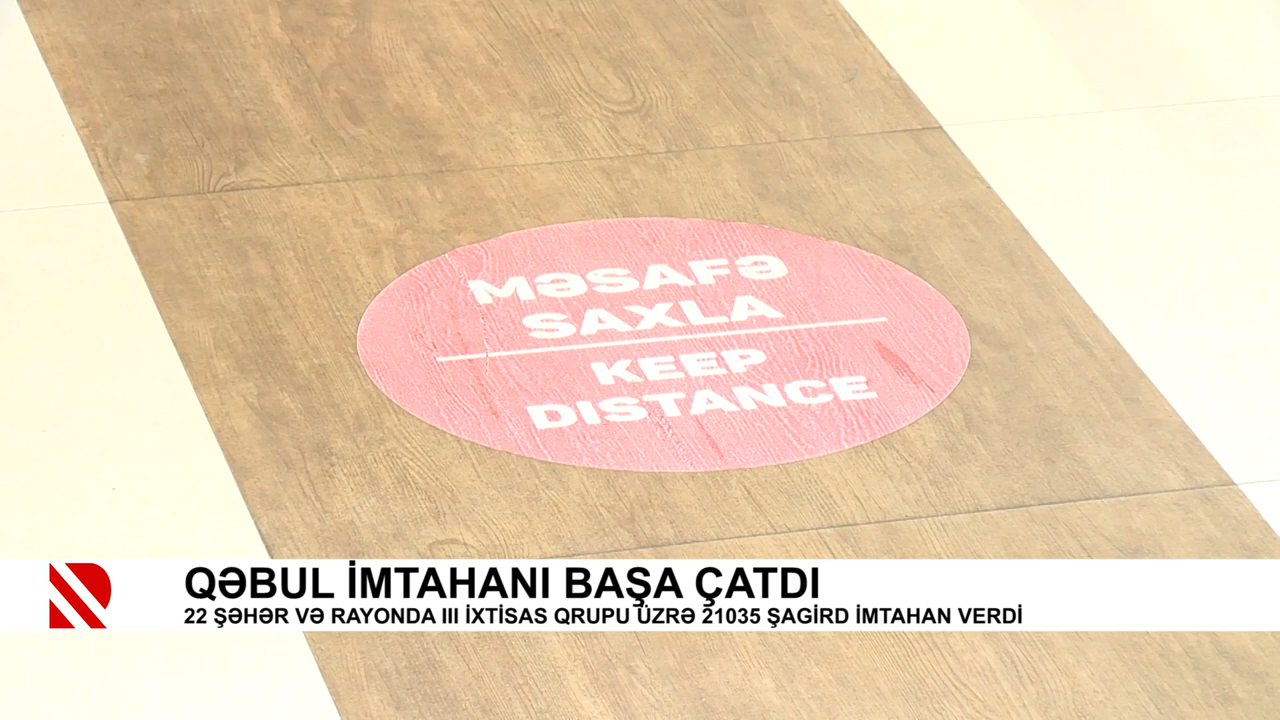 MƏSAFƏ
SAXLA
KEEP
DISTANCE
QƏBUL İMTAHANI BAŞA ÇATDI
22 ŞƏHƏR VƏ RAYONDA III İXTİSAS QRUPU ÜZRƏ 21035 ŞAGİRD İMTAHAN VERDİ